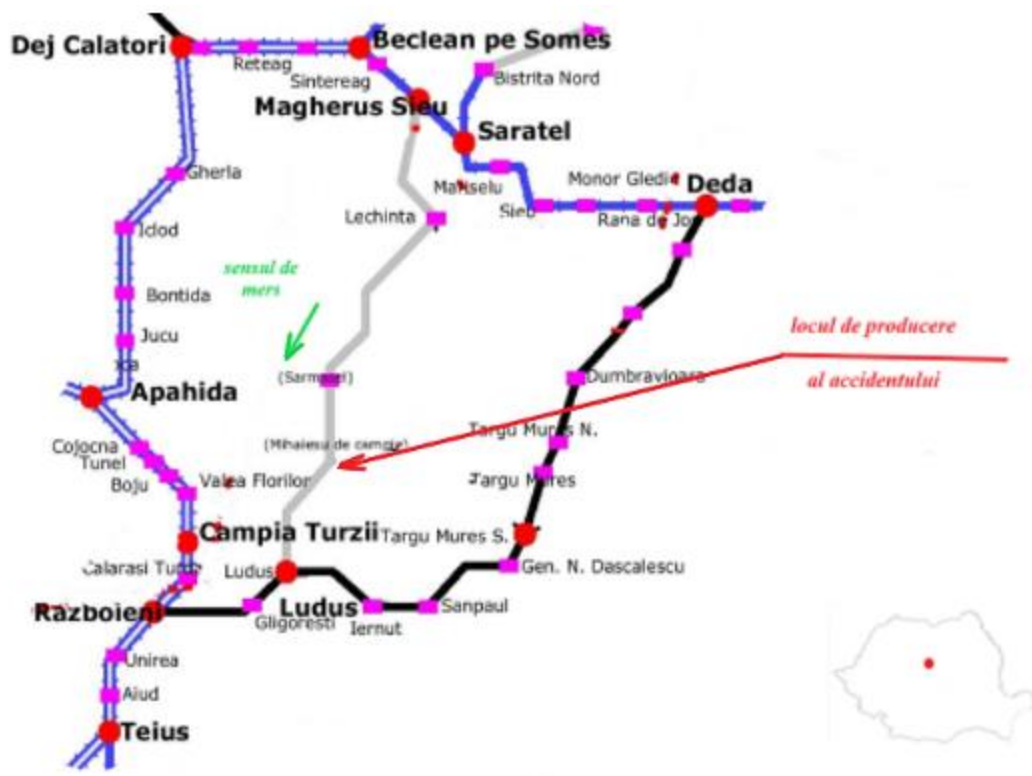 Dej Calatori
Beclean pe Somes
Reteag
Sintereag
Bistrita Nord
Magherus Sieu
Saratel
Gherla
Mariselu
Monor Gledin
Deda
Lechinta
Sieu
Rana de Jos
Iclod
sensul de
mers
Bontida
Jucu
locul de producere
(Sarmasel)
al accidentului
Dumbravioara
Apahida
Cojocna
(Mihaiesu de campie)
Targu Mures N.
Tunel
Boju
Valea Florilor
Targu Mures
Campia Turzii
Targu Mures S.
Calarasi Turda
Ludus
Gen. N. Dascalescu
Razboieni
Ludus
Sanpaul
Gligoresti
Iernut
Unirea
Aiud
Teius